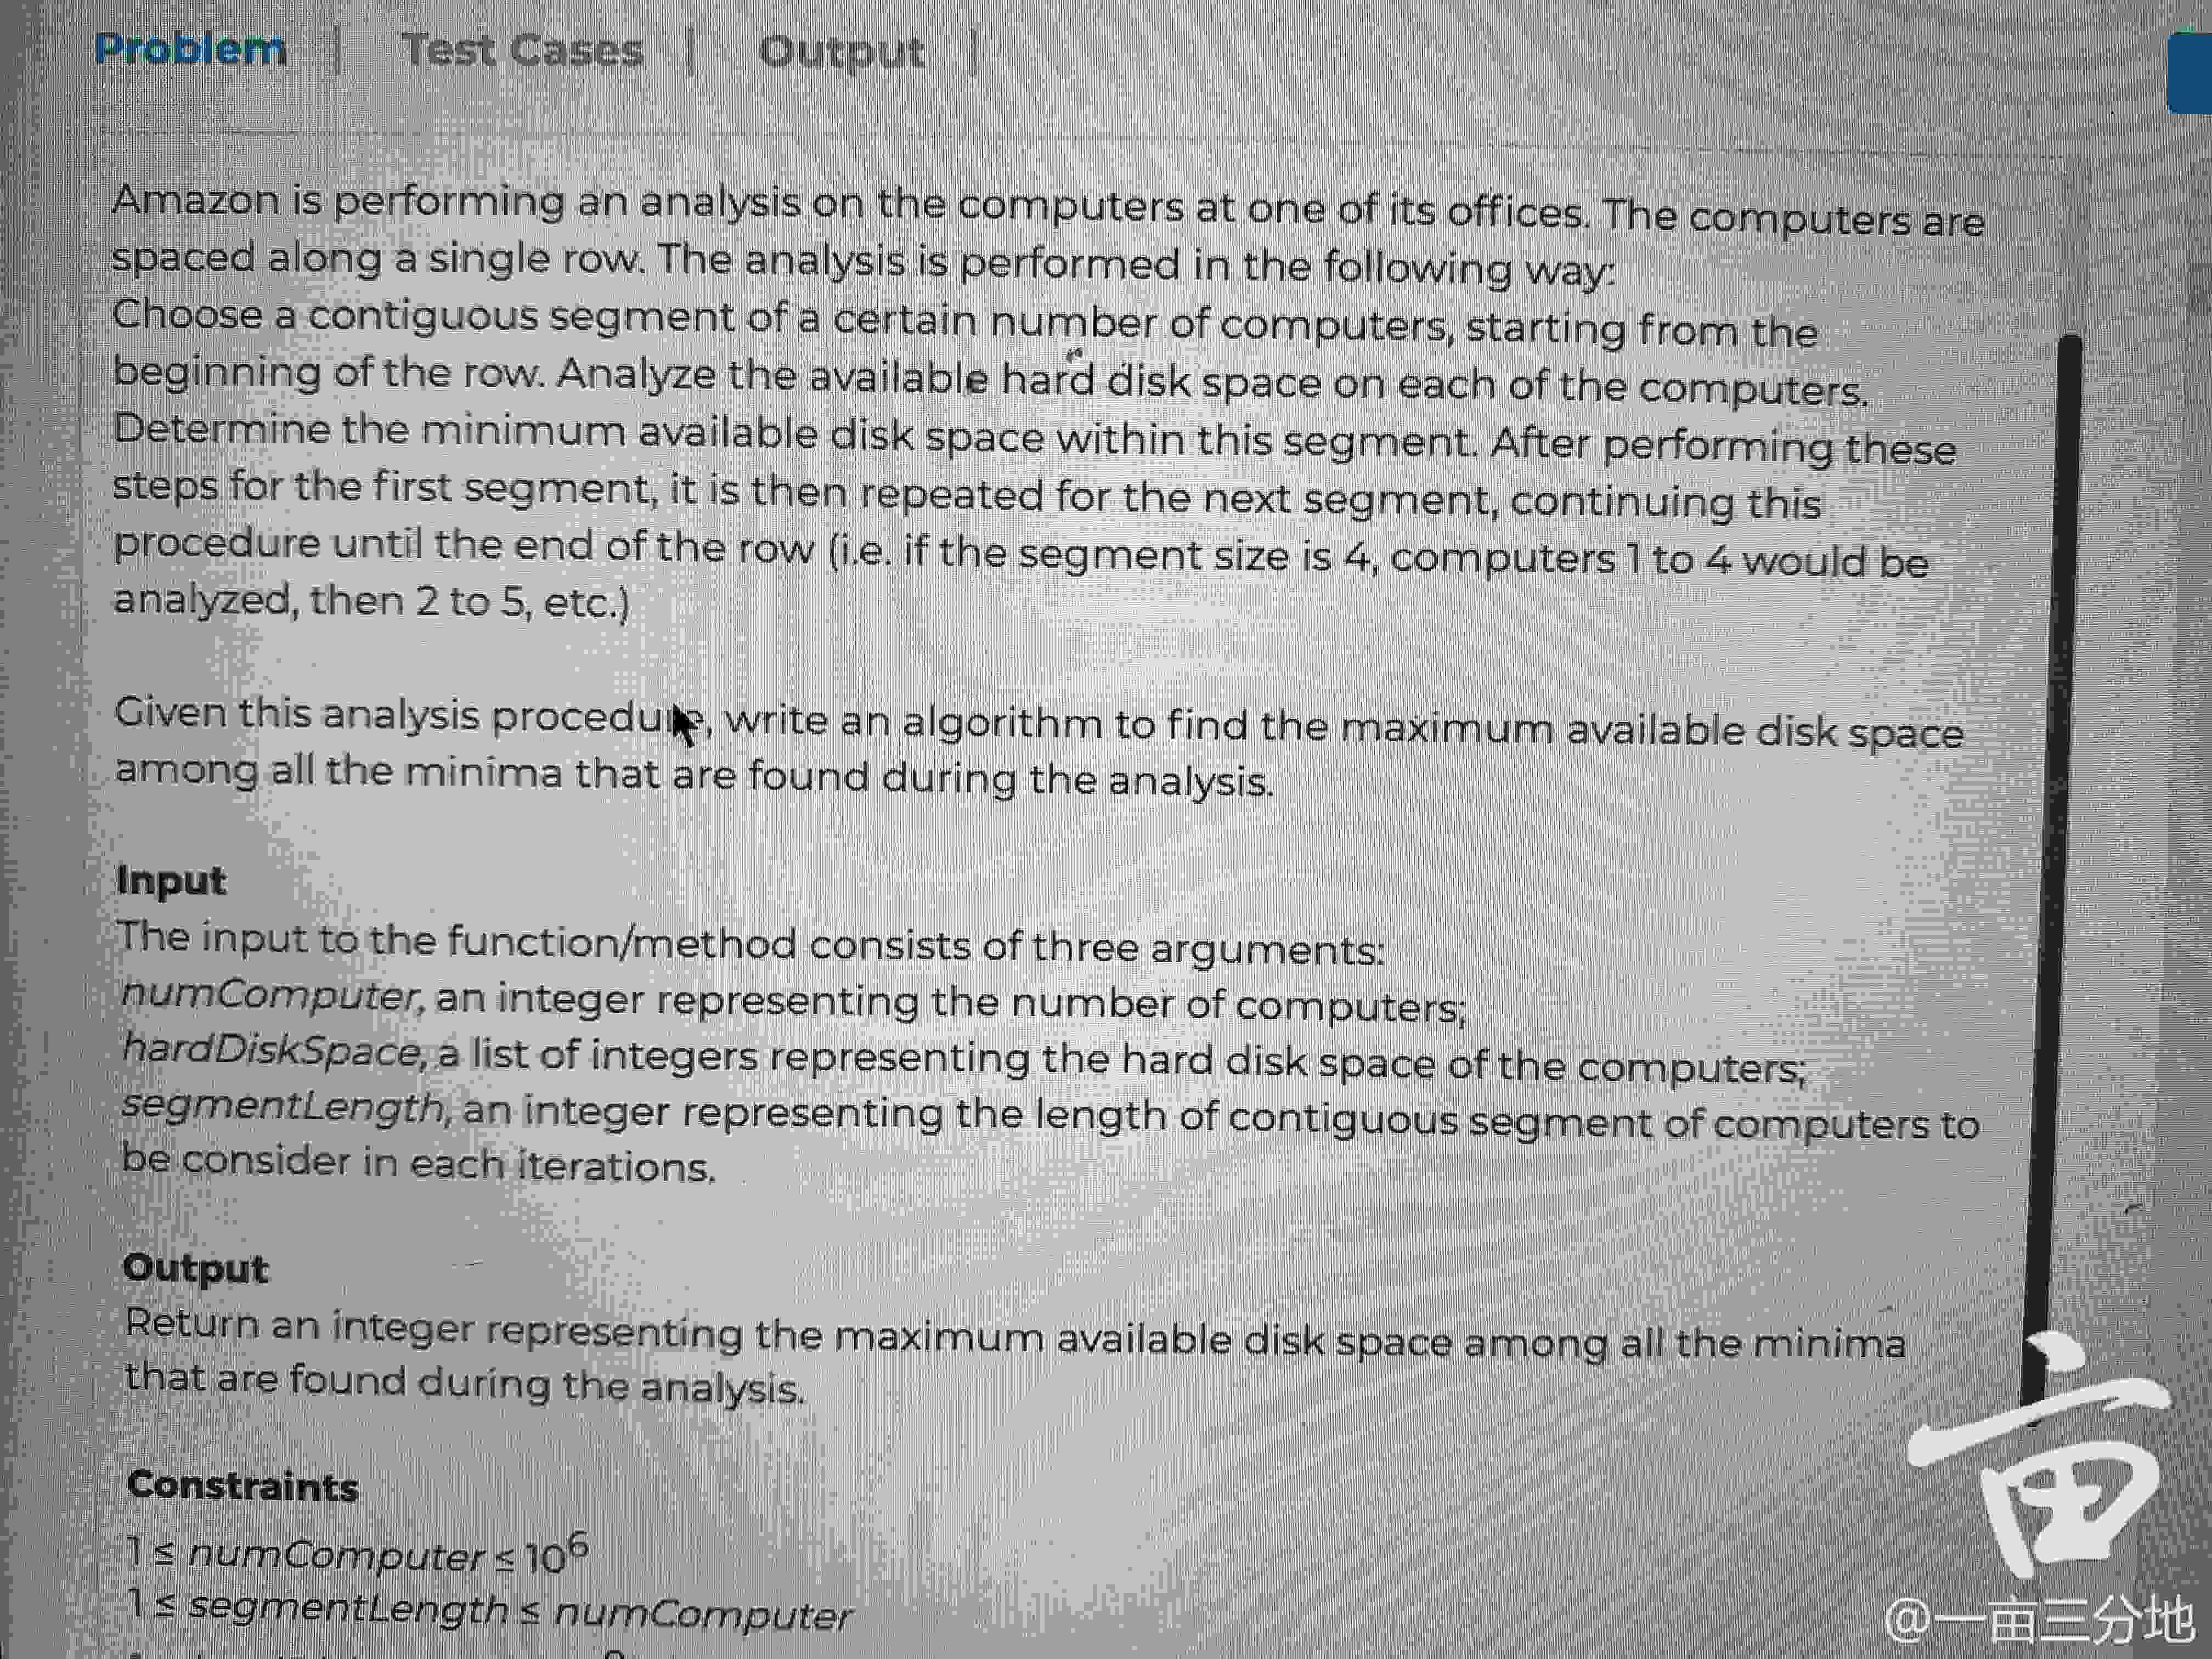 Problem | Test Cases | Output |
Amazon is performing an analysis on the computers at one of its offices. The computers are
spaced along a single row. The analysis is performed in the following way:
Choose a contiguous segment of a certain number of computers, starting from the
beginning of the row. Analyze the available hard disk space on each of the computers.
Determine the minimum available disk space within this segment. After performing these
steps for the first segment, it is then repeated for the next segment, continuing this
procedure until the end of the row (i.e. if the segment size is 4, computers 1 to 4 would be
analyzed, then 2 to 5, etc.)
Given this analysis procedure, write an algorithm to find the maximum available disk space
among all the minima that are found during the analysis.
Input
The input to the function/method consists of three arguments:
numComputer, an integer representing the number of computers;
hardDiskSpace, a list of integers representing the hard disk space of the computers;
segmentLength, an integer representing the length of contiguous segment of computers to
be consider in each iterations.
Output
Return an integer representing the maximum available disk space among all the minima
that are found during the analysis.
Constraints
1 ≤ numComputer ≤ 10⁶
1 ≤ segmentLength ≤ numComputer
亩
@一亩三分地